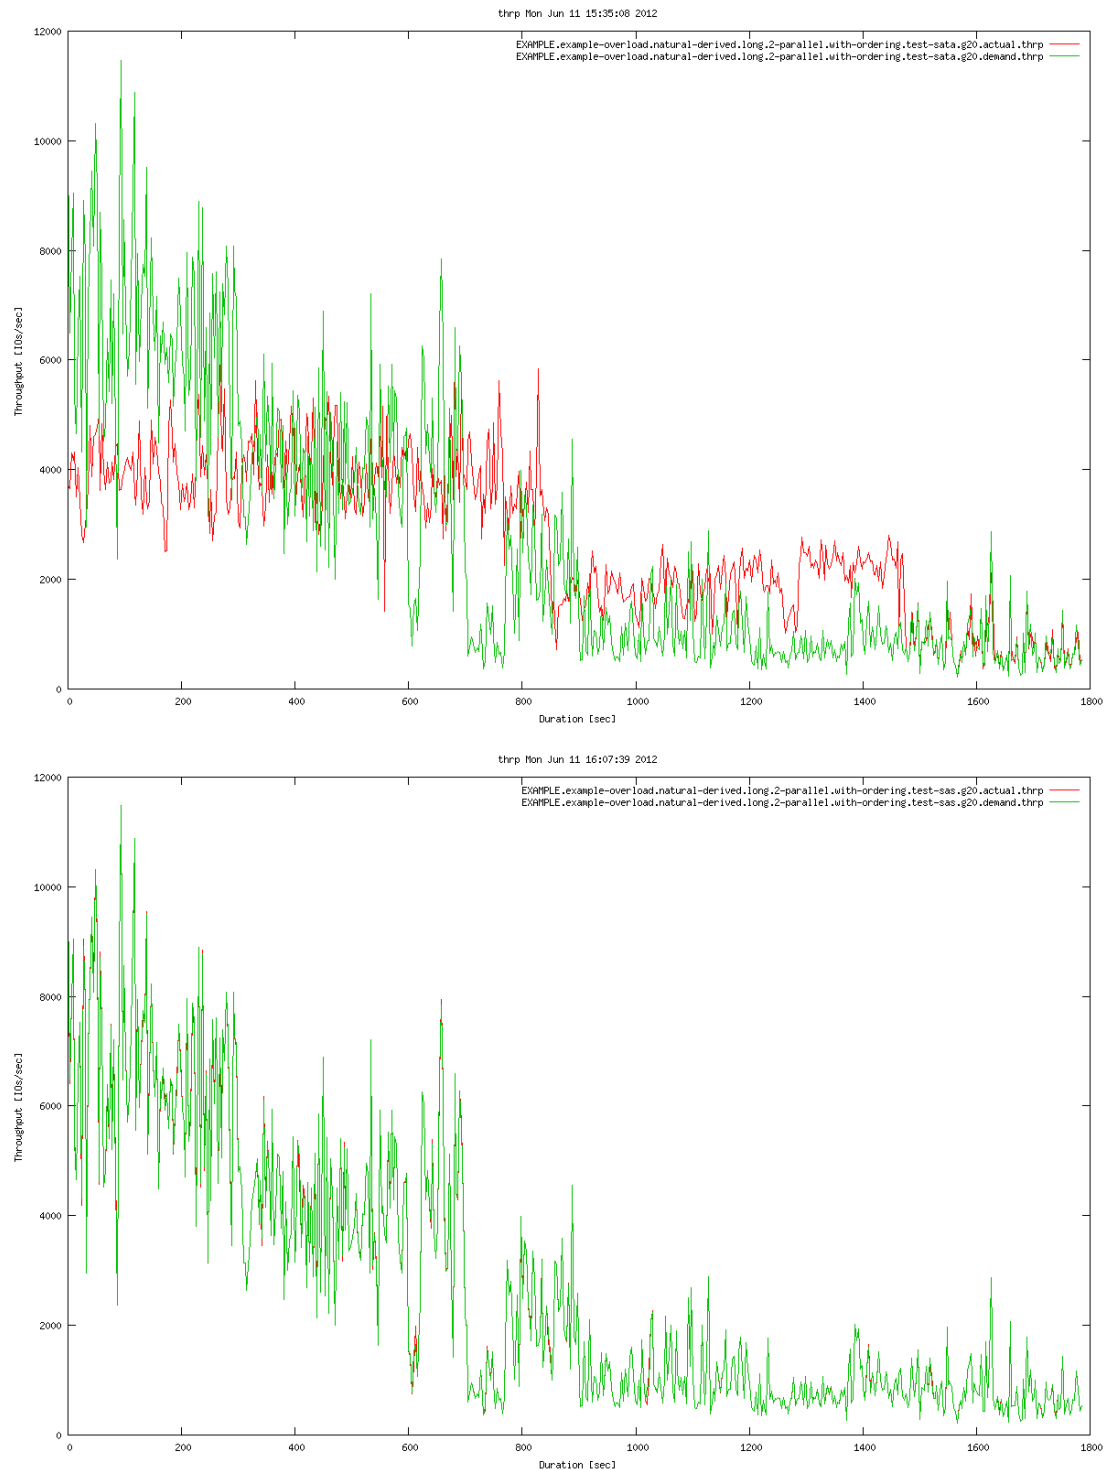 thrp Mon Jun 11 15:35:08 2012
12000
EXAMPLE.example-overload.natural-derived.long.2-parallel.with-ordering.test-sata.g20.actual.thrp
EXAMPLE.example-overload.natural-derived.long.2-parallel.with-ordering.test-sata.g20.demand.thrp
10000
8000
6000
Throughput [IOs/sec]
4000
2000
0
0 200 400 600 800 1000 1200 1400 1600 1800
Duration [sec]
thrp Mon Jun 11 16:07:39 2012
12000
EXAMPLE.example-overload.natural-derived.long.2-parallel.with-ordering.test-sas.g20.actual.thrp
EXAMPLE.example-overload.natural-derived.long.2-parallel.with-ordering.test-sas.g20.demand.thrp
10000
8000
6000
Throughput [IOs/sec]
4000
2000
0
0 200 400 600 800 1000 1200 1400 1600 1800
Duration [sec]